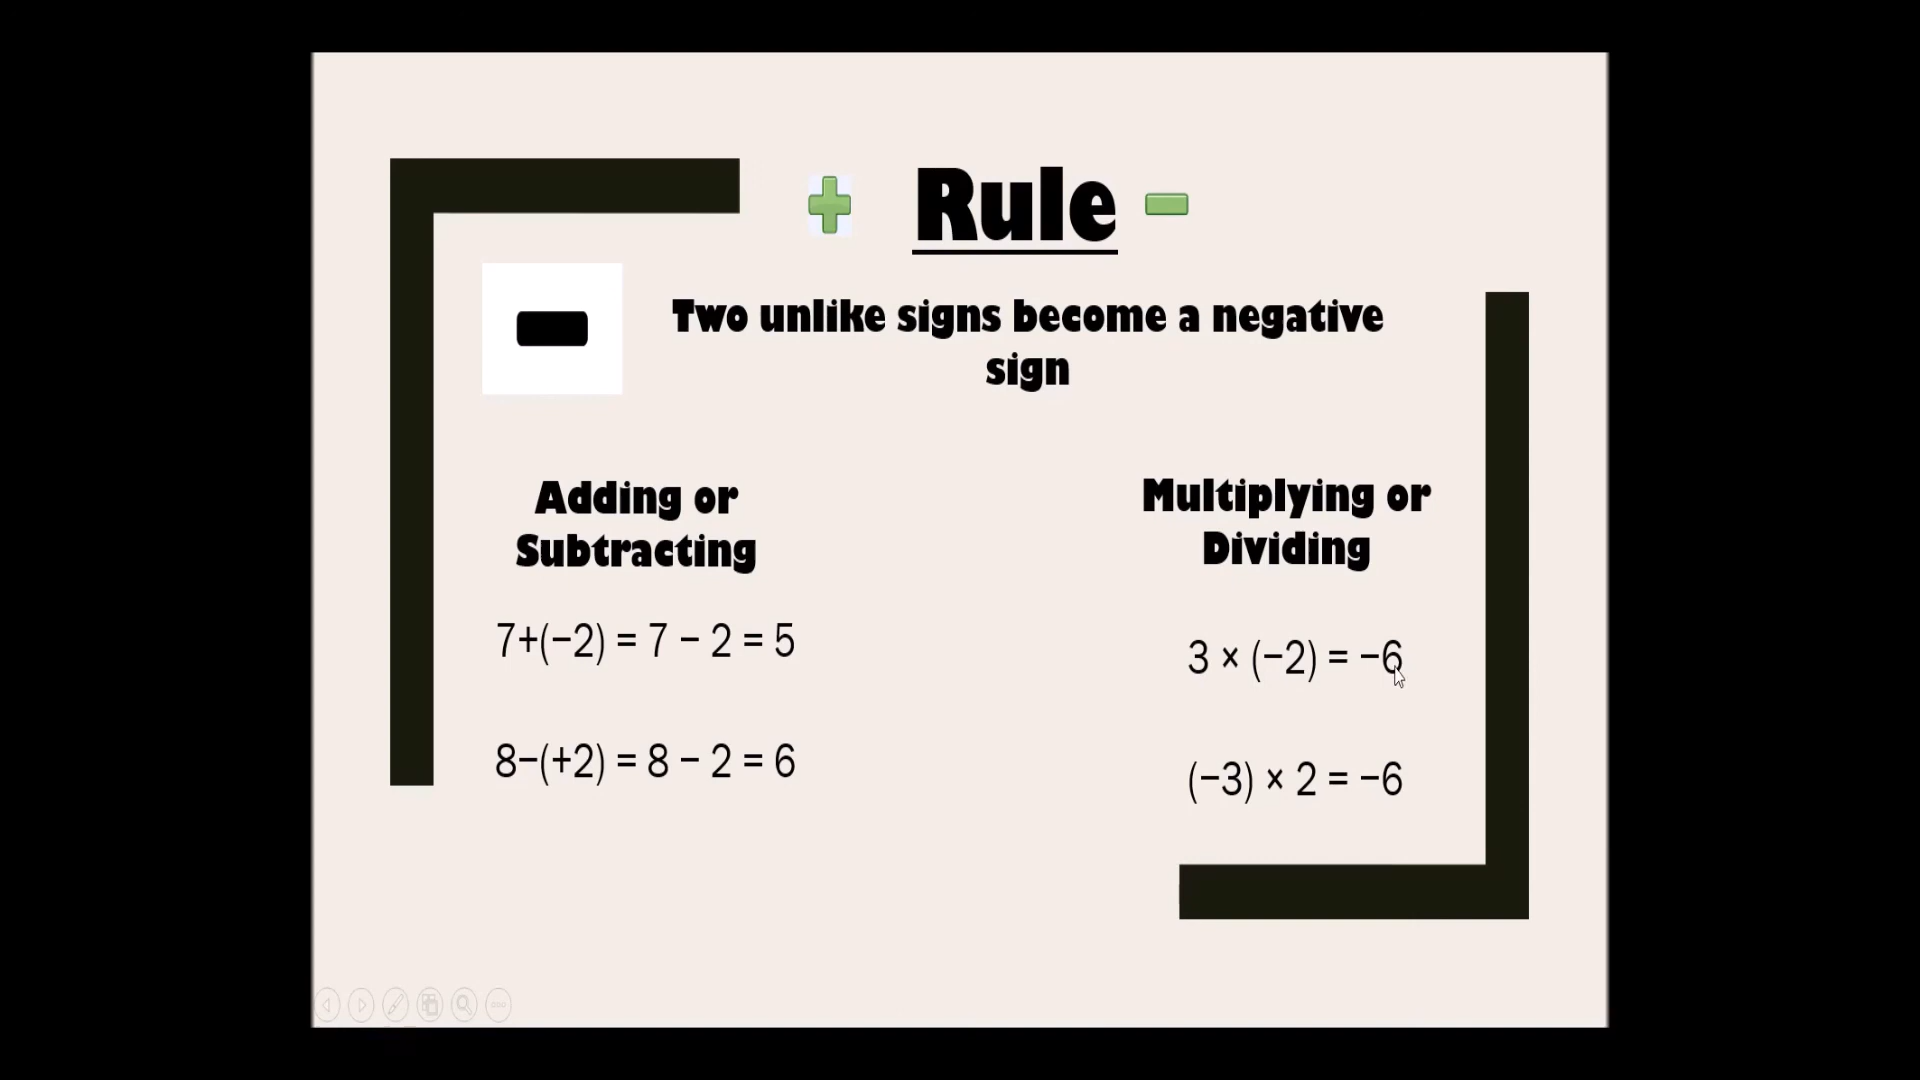 Rule
Two unlike signs become a negative
sign
Adding or
Subtracting
7+(−2) = 7 − 2 = 5
8−(+2) = 8 − 2 = 6
Multiplying or
Dividing
3 × (−2) = −6
(−3) × 2 = −6